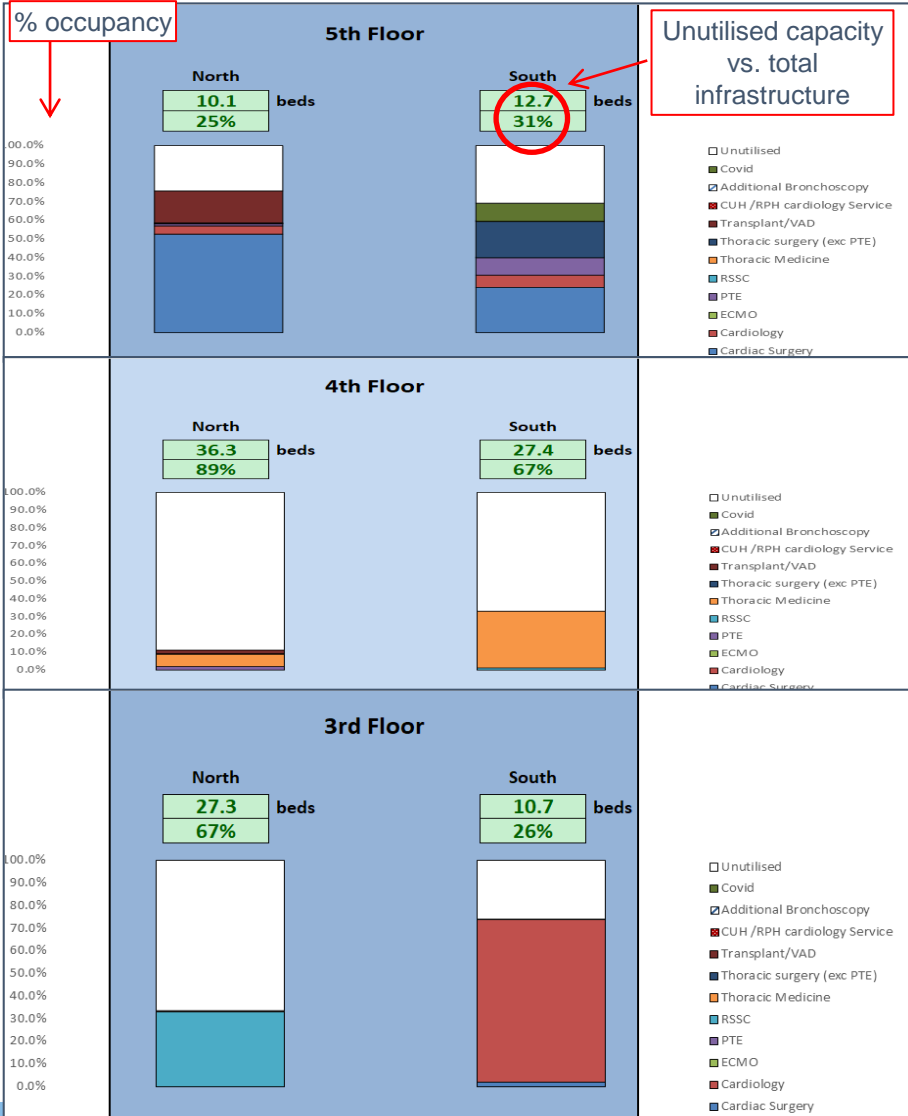 % occupancy
5th Floor
Unutilised capacity
vs. total
infrastructure
North
South
10.1 beds
12.7 beds
25%
31%
00.0%
90.0%
80.0%
70.0%
60.0%
50.0%
40.0%
30.0%
20.0%
10.0%
0.0%
Unutilised
Covid
Additional Bronchoscopy
CUH /RPH cardiology Service
Transplant/VAD
Thoracic surgery (exc PTE)
Thoracic Medicine
RSSC
PTE
ECMO
Cardiology
Cardiac Surgery
4th Floor
North
South
36.3 beds
27.4 beds
89%
67%
100.0%
90.0%
80.0%
70.0%
60.0%
50.0%
40.0%
30.0%
20.0%
10.0%
0.0%
Unutilised
Covid
Additional Bronchoscopy
CUH /RPH cardiology Service
Transplant/VAD
Thoracic surgery (exc PTE)
Thoracic Medicine
RSSC
PTE
ECMO
Cardiology
Cardiac Surgery
3rd Floor
North
South
27.3 beds
10.7 beds
67%
26%
100.0%
90.0%
80.0%
70.0%
60.0%
50.0%
40.0%
30.0%
20.0%
10.0%
0.0%
Unutilised
Covid
Additional Bronchoscopy
CUH /RPH cardiology Service
Transplant/VAD
Thoracic surgery (exc PTE)
Thoracic Medicine
RSSC
PTE
ECMO
Cardiology
Cardiac Surgery